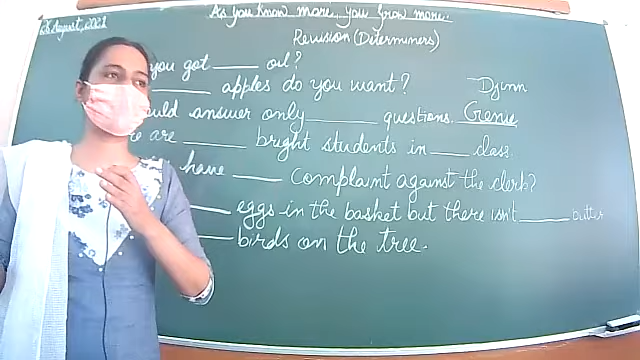 As you know more, you grow more.
August, 2021
Revision (Determiners)
you got ____ oil?
____ apples do you want?
Djinn
ould answer only ____ questions. Genie
re are ____ bright students in ____ class.
have ____ complaint against the clerk?
____ eggs in the basket but there isn't ____ butter
____ birds on the tree.